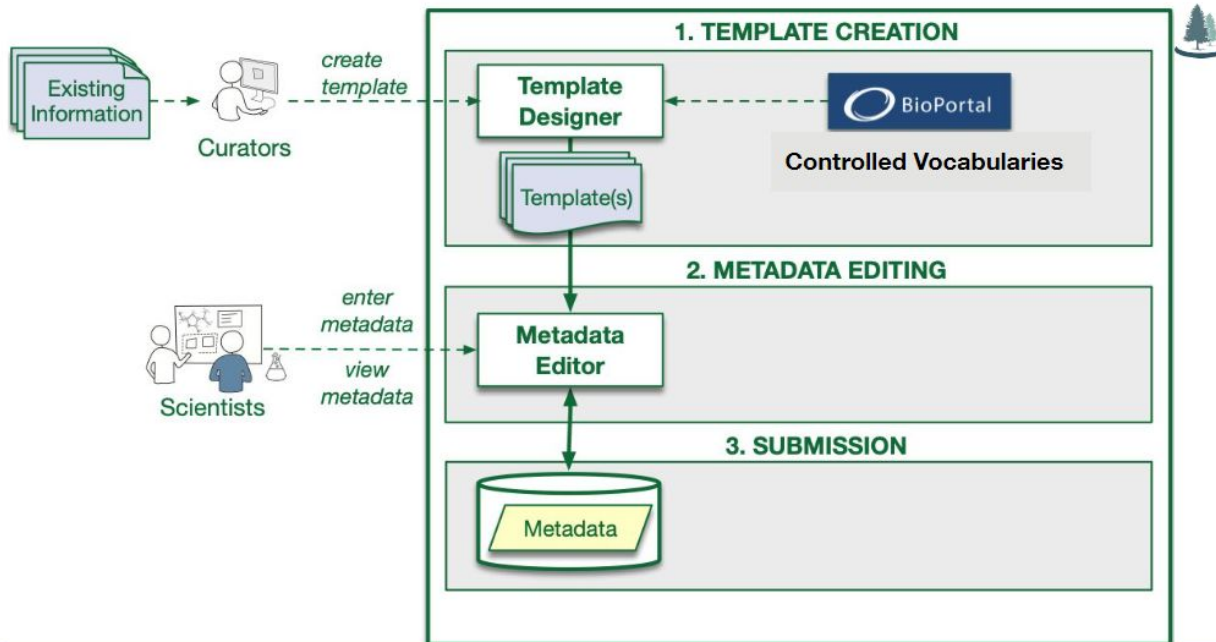 1. TEMPLATE CREATION
Existing
Information
Curators
create
template
Template
Designer
BioPortal
Controlled Vocabularies
Template(s)
2. METADATA EDITING
enter
metadata
view
metadata
Scientists
Metadata
Editor
3. SUBMISSION
Metadata